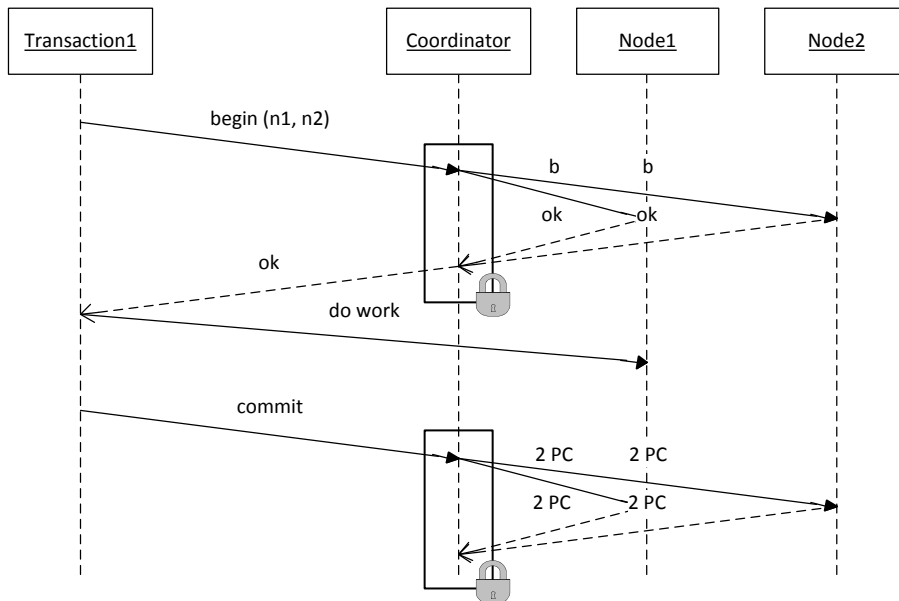 Transaction1
Coordinator
Node1
Node2
begin (n1, n2)
b
b
ok
ok
ok
do work
commit
2 PC
2 PC
2 PC
2 PC